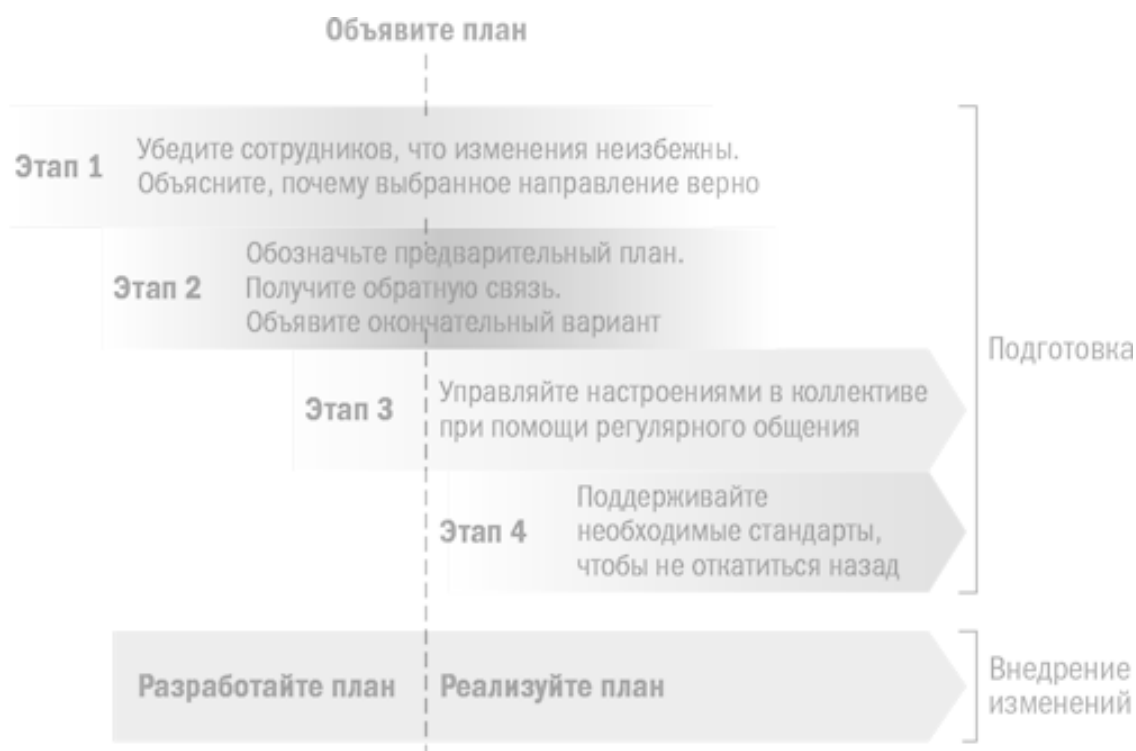 Объявите план
Этап 1
Убедите сотрудников, что изменения неизбежны.
Объясните, почему выбранное направление верно
Этап 2
Обозначьте предварительный план.
Получите обратную связь.
Объявите окончательный вариант
Этап 3
Управляйте настроениями в коллективе
при помощи регулярного общения
Этап 4
Поддерживайте
необходимые стандарты,
чтобы не откатиться назад
Подготовка
Разработайте план
Реализуйте план
Внедрение
изменений